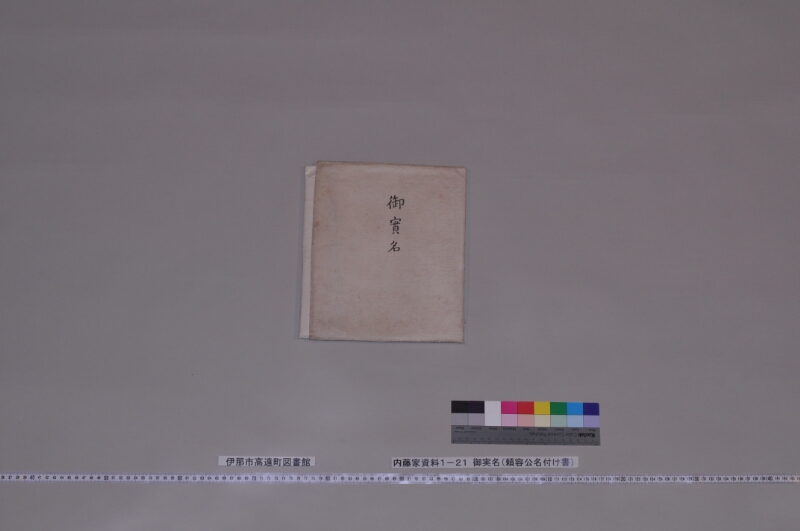 御
實
名
伊那市高遠町図書館
内藤家資料1－21 御実名（頼容公名付け書）
Kodak